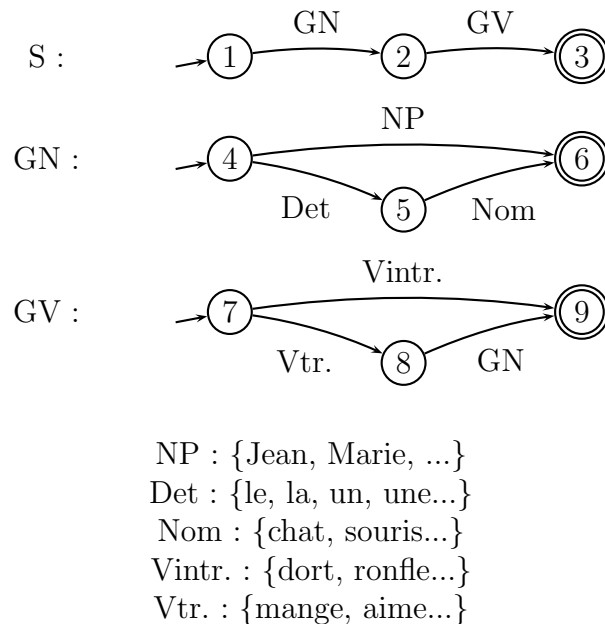 GN GV
S : 1 2 3
NP
GN : 4 6
Det 5 Nom
Vintr.
GV : 7 9
Vtr. 8 GN
NP : {Jean, Marie, ...}
Det : {le, la, un, une...}
Nom : {chat, souris...}
Vintr. : {dort, ronfle...}
Vtr. : {mange, aime...}